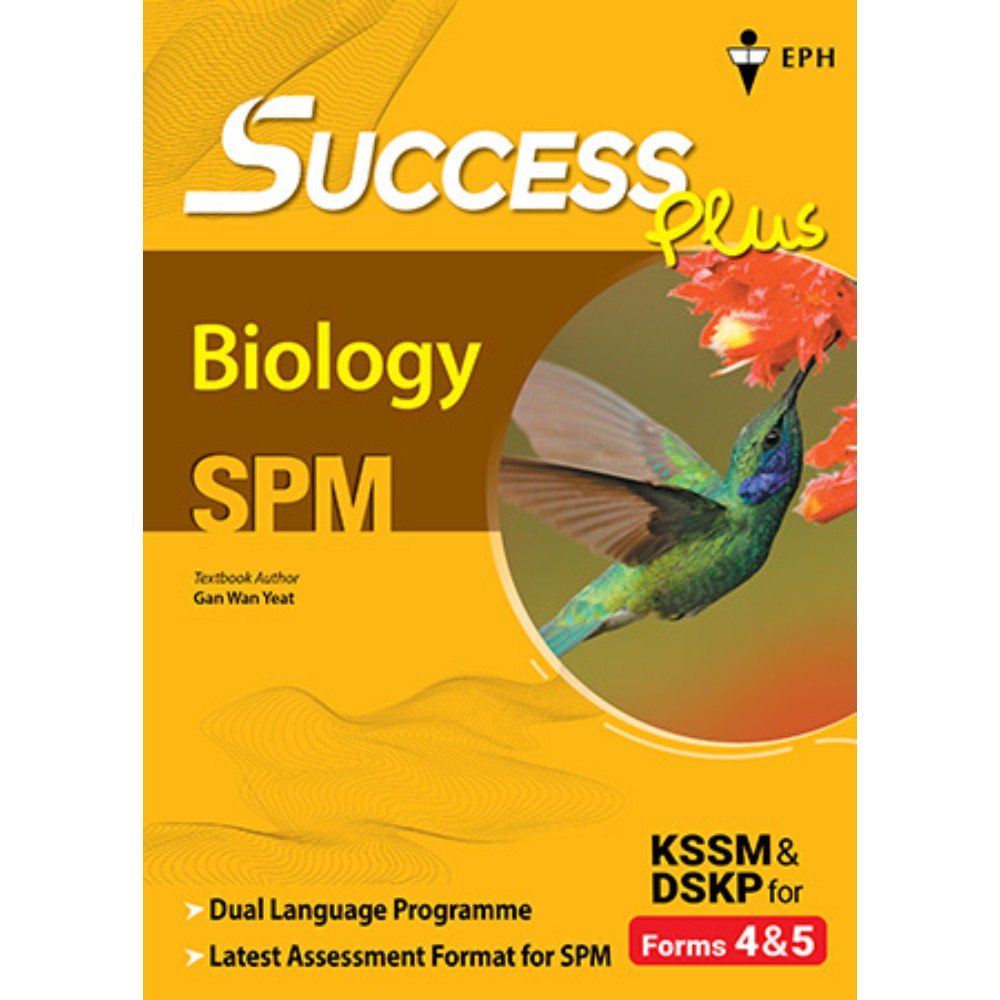 EPH
SUCCESS
Plus
Biology
SPM
Textbook Author
Gan Wan Yeat
KSSM &
DSKP for
Forms 4&5
Dual Language Programme
Latest Assessment Format for SPM